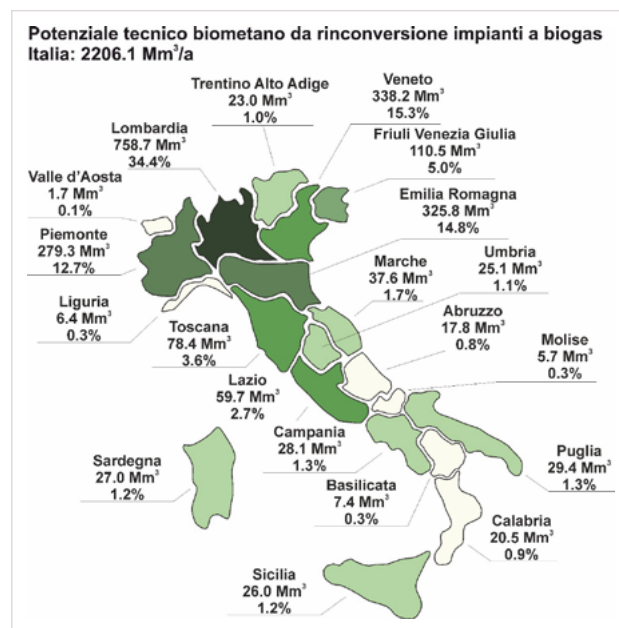 Potenziale tecnico biometano da rinconversione impianti a biogas
Italia: 2206.1 Mm³/a
Trentino Alto Adige
23.0 Mm³
1.0%
Veneto
338.2 Mm³
15.3%
Lombardia
758.7 Mm³
34.4%
Friuli Venezia Giulia
110.5 Mm³
5.0%
Valle d'Aosta
1.7 Mm³
0.1%
Emilia Romagna
325.8 Mm³
14.8%
Piemonte
279.3 Mm³
12.7%
Marche
37.6 Mm³
1.7%
Umbria
25.1 Mm³
1.1%
Liguria
6.4 Mm³
0.3%
Abruzzo
17.8 Mm³
0.8%
Toscana
78.4 Mm³
3.6%
Molise
5.7 Mm³
0.3%
Lazio
59.7 Mm³
2.7%
Campania
28.1 Mm³
1.3%
Puglia
29.4 Mm³
1.3%
Sardegna
27.0 Mm³
1.2%
Basilicata
7.4 Mm³
0.3%
Calabria
20.5 Mm³
0.9%
Sicilia
26.0 Mm³
1.2%